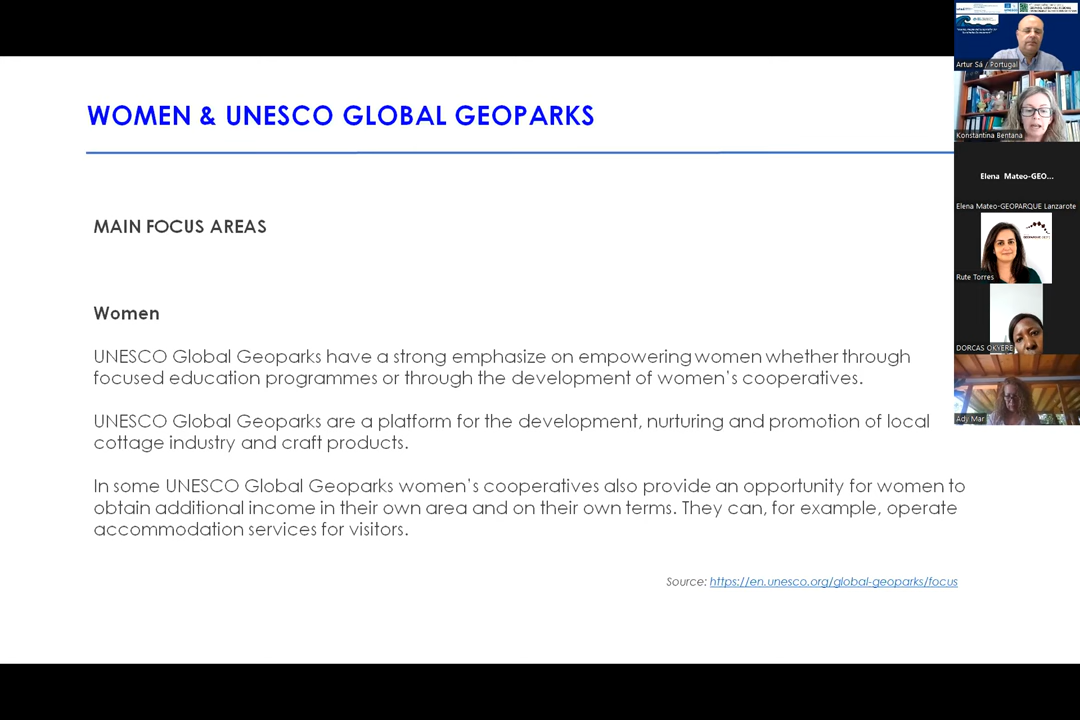 WOMEN & UNESCO GLOBAL GEOPARKS
MAIN FOCUS AREAS
Women
UNESCO Global Geoparks have a strong emphasize on empowering women whether through
focused education programmes or through the development of women's cooperatives.
UNESCO Global Geoparks are a platform for the development, nurturing and promotion of local
cottage industry and craft products.
In some UNESCO Global Geoparks women's cooperatives also provide an opportunity for women to
obtain additional income in their own area and on their own terms. They can, for example, operate
accommodation services for visitors.
Source: https://en.unesco.org/global-geoparks/focus
Artur Sá / Portugal
Konstantina Bentana
Elena Mateo-GEO...
Elena Mateo-GEOPARQUE Lanzarote
Rute Torres
DORCAS OKYERE
Ady Mar